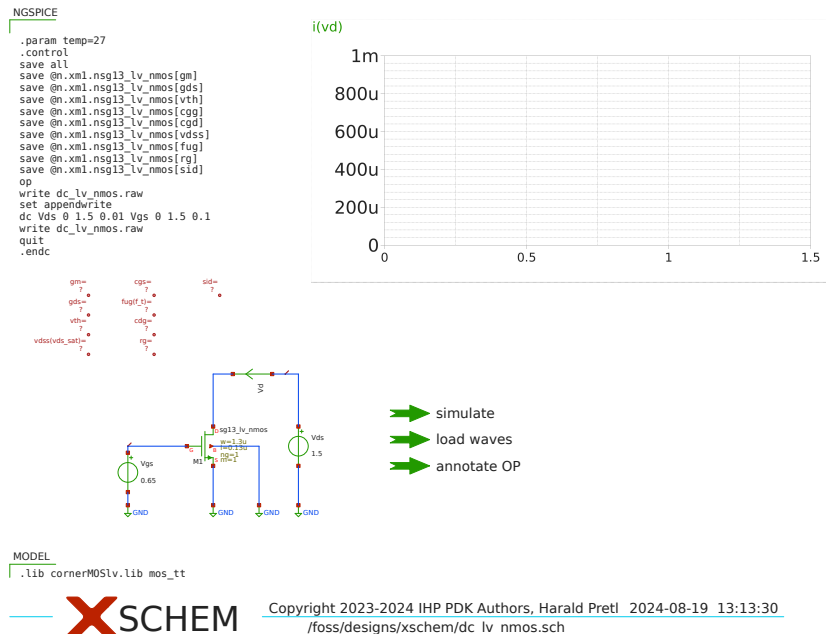 NGSPICE
.param temp=27
.control
save all
save @n.xm1.nsg13_lv_nmos[gm]
save @n.xm1.nsg13_lv_nmos[gds]
save @n.xm1.nsg13_lv_nmos[vth]
save @n.xm1.nsg13_lv_nmos[cgg]
save @n.xm1.nsg13_lv_nmos[cgd]
save @n.xm1.nsg13_lv_nmos[vdss]
save @n.xm1.nsg13_lv_nmos[fug]
save @n.xm1.nsg13_lv_nmos[rg]
save @n.xm1.nsg13_lv_nmos[sid]
op
write dc_lv_nmos.raw
set appendwrite
dc Vds 0 1.5 0.01 Vgs 0 1.5 0.1
write dc_lv_nmos.raw
quit
.endc
i(vd)
1m
800u
600u
400u
200u
0
0 0.5 1 1.5
gm= cgs= sid=
? ? ?
gds= fug(f_t)=
? ?
vth= cdg=
? ?
vdss(vds_sat)= rg=
? ?
Vd
D sg13_lv_nmos
w=1.3u
l=0.13u
ng=1
m=1
G
B
S
M1
Vgs
0.65
+
Vds
1.5
+
GND GND GND GND
simulate
load waves
annotate OP
MODEL
.lib cornerMOSlv.lib mos_tt
XSCHEM
Copyright 2023-2024 IHP PDK Authors, Harald Pretl 2024-08-19 13:13:30
/foss/designs/xschem/dc_lv_nmos.sch